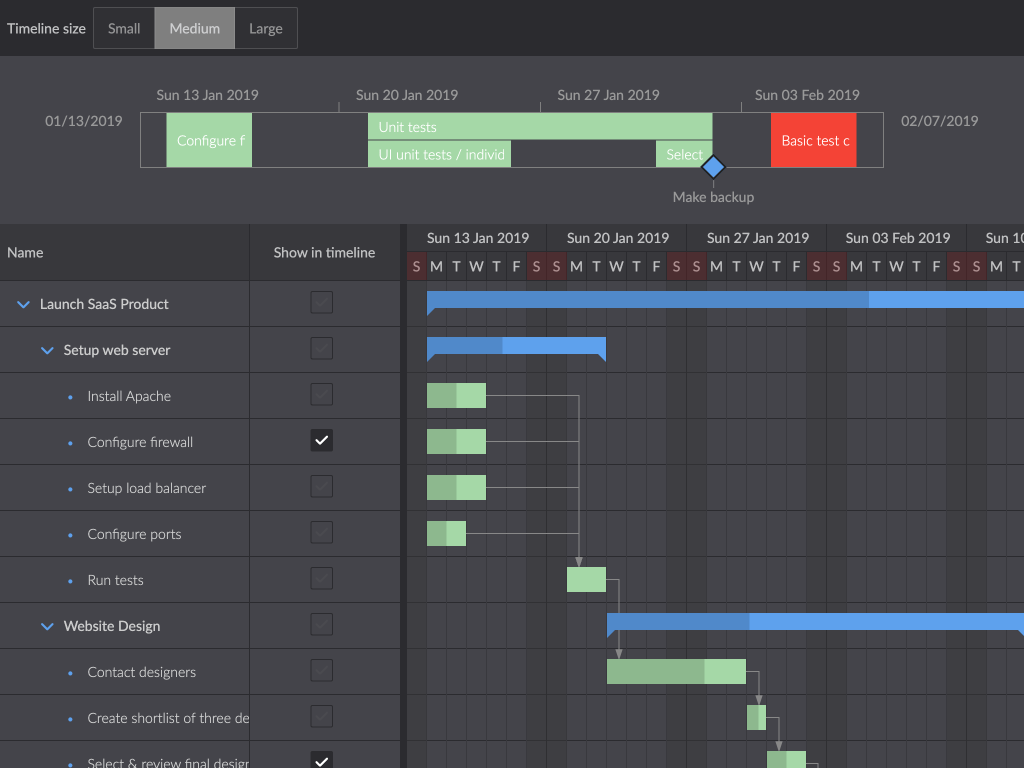 Timeline size Small Medium Large
Sun 13 Jan 2019 Sun 20 Jan 2019 Sun 27 Jan 2019 Sun 03 Feb 2019
01/13/2019 02/07/2019
Unit tests
Configure f Basic test c
UI unit tests / individ Select
Make backup
Name Show in timeline
Sun 13 Jan 2019 Sun 20 Jan 2019 Sun 27 Jan 2019 Sun 03 Feb 2019 Sun 10
S M T W T F S S M T W T F S S M T W T F S S M T W T F S S M T
Launch SaaS Product
Setup web server
Install Apache
Configure firewall
Setup load balancer
Configure ports
Run tests
Website Design
Contact designers
Create shortlist of three de
Select & review final design